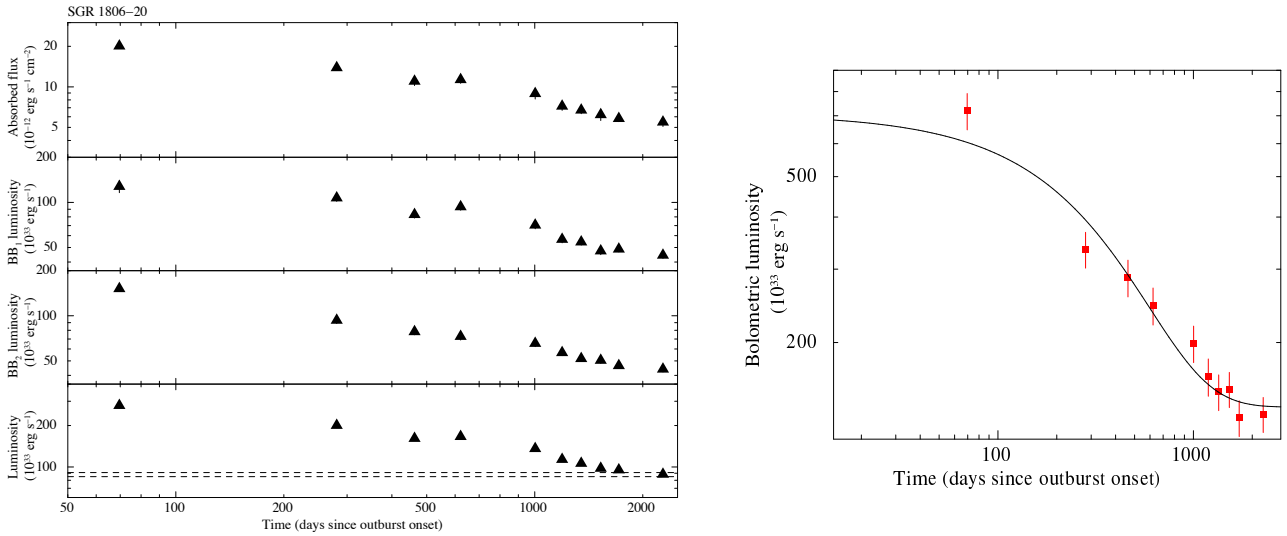 SGR 1806−20
Absorbed flux
(10⁻¹² erg s⁻¹ cm⁻²)
20
10
5
BB₁ luminosity
(10³³ erg s⁻¹)
200
100
50
BB₂ luminosity
(10³³ erg s⁻¹)
200
100
50
Luminosity
(10³³ erg s⁻¹)
200
100
50 100 200 500 1000 2000
Time (days since outburst onset)
Bolometric luminosity
(10³³ erg s⁻¹)
500
200
100 1000
Time (days since outburst onset)